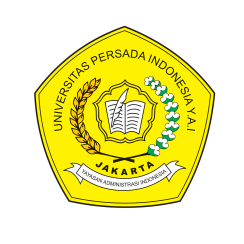 UNIVERSITAS PERSADA INDONESIA Y.A.I
JAKARTA
YAYASAN ADMINISTRASI INDONESIA